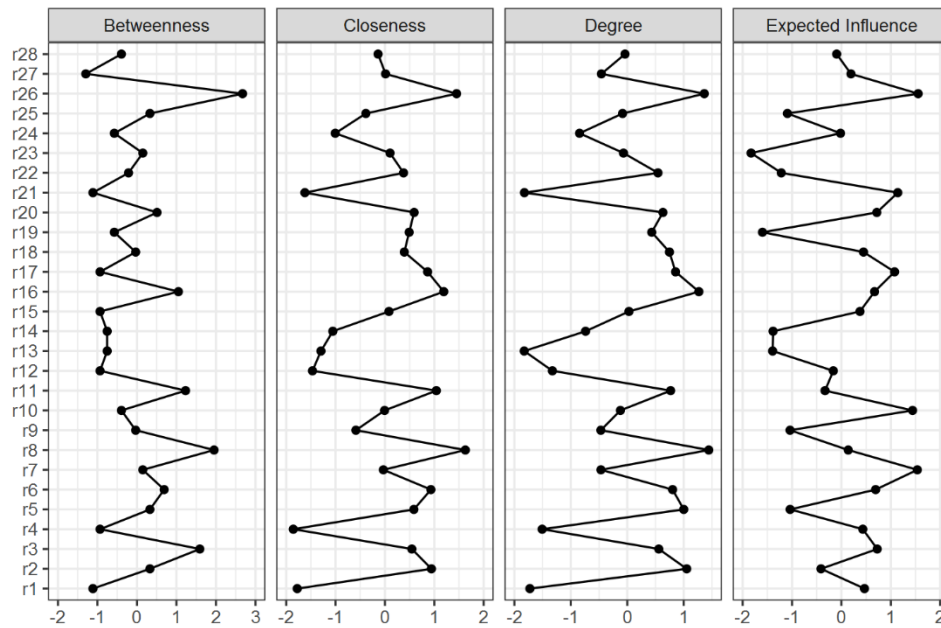 Betweenness Closeness Degree Expected Influence
r28
r27
r26
r25
r24
r23
r22
r21
r20
r19
r18
r17
r16
r15
r14
r13
r12
r11
r10
r9
r8
r7
r6
r5
r4
r3
r2
r1
-2 -1 0 1 2 3 -2 -1 0 1 2 -2 -1 0 1 -2 -1 0 1 2